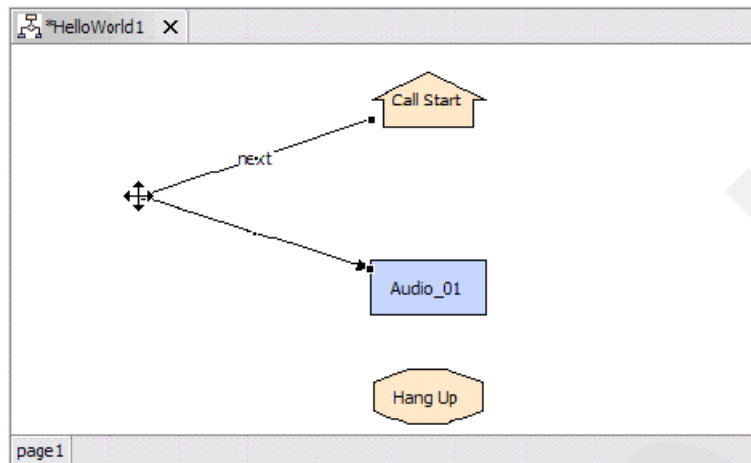 *HelloWorld1 X
Call Start
next
Audio_01
Hang Up
page1